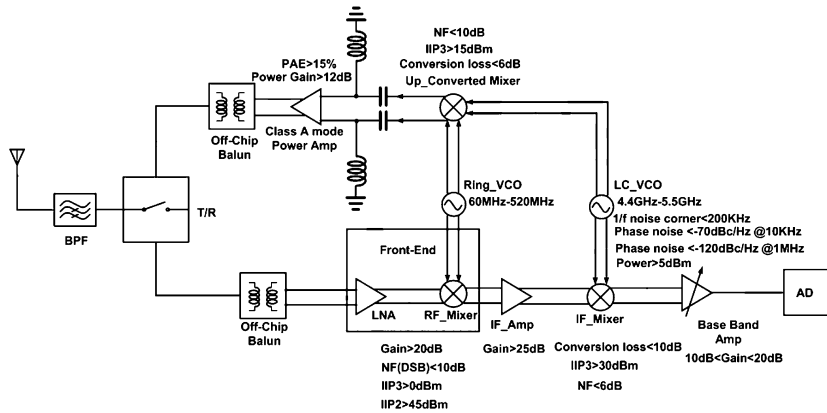 NF<10dB
IIP3>15dBm
Conversion loss<6dB
Up_Converted Mixer
PAE>15%
Power Gain>12dB
Class A mode
Power Amp
Off-Chip
Balun
BPF
T/R
Ring_VCO
60MHz-520MHz
LC_VCO
4.4GHz-5.5GHz
1/f noise corner<200KHz
Phase noise <-70dBc/Hz @10KHz
Phase noise <-120dBc/Hz @1MHz
Power>5dBm
Front-End
LNA
RF_Mixer
IF_Amp
IF_Mixer
AD
Off-Chip
Balun
Base Band
Amp
10dB<Gain<20dB
Gain>20dB
NF(DSB)<10dB
IIP3>0dBm
IIP2>45dBm
Gain>25dB
Conversion loss<10dB
IIP3>30dBm
NF<6dB